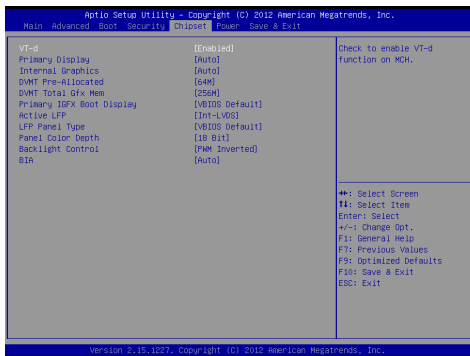 Aptio Setup Utility – Copyright (C) 2012 American Megatrends, Inc.
Main Advanced Boot Security Chipset Power Save & Exit
VT-d [Enabled]
Primary Display [Auto]
Internal Graphics [Auto]
DVMT Pre-Allocated [64M]
DVMT Total Gfx Mem [256M]
Primary IGFX Boot Display [VBIOS Default]
Active LFP [Int-LVDS]
LFP Panel Type [VBIOS Default]
Panel Color Depth [18 Bit]
Backlight Control [PWM Inverted]
BIA [Auto]
Check to enable VT-d
function on MCH.
→←: Select Screen
↑↓: Select Item
Enter: Select
+/-: Change Opt.
F1: General Help
F7: Previous Values
F9: Optimized Defaults
F10: Save & Exit
ESC: Exit
Version 2.15.1227. Copyright (C) 2012 American Megatrends, Inc.